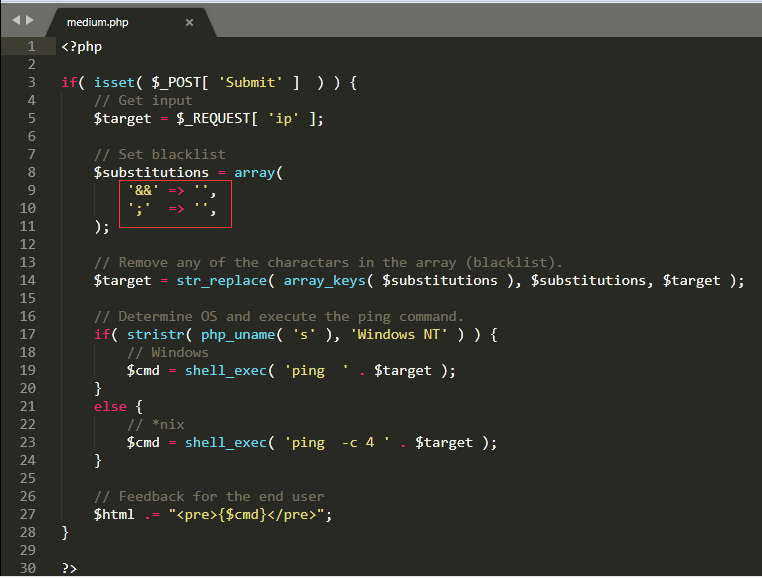 medium.php ×
1 <?php
2
3 if( isset( $_POST[ 'Submit' ]  ) ) {
4     // Get input
5     $target = $_REQUEST[ 'ip' ];
6
7     // Set blacklist
8     $substitutions = array(
9         '&&' => '',
10         ';'  => '',
11     );
12
13     // Remove any of the charactars in the array (blacklist).
14     $target = str_replace( array_keys( $substitutions ), $substitutions, $target );
15
16     // Determine OS and execute the ping command.
17     if( stristr( php_uname( 's' ), 'Windows NT' ) ) {
18         // Windows
19         $cmd = shell_exec( 'ping  ' . $target );
20     }
21     else {
22         // *nix
23         $cmd = shell_exec( 'ping  -c 4 ' . $target );
24     }
25
26     // Feedback for the end user
27     $html .= "<pre>{$cmd}</pre>";
28 }
29
30 ?>